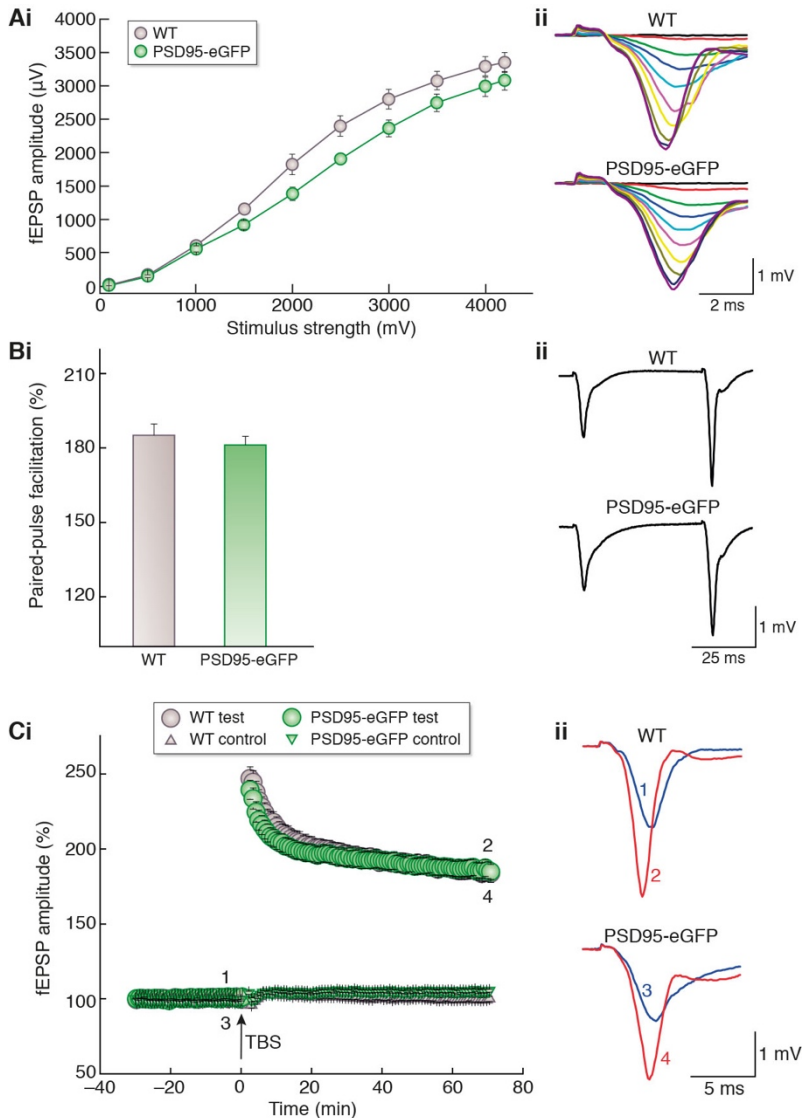 Ai
4000
3500
3000
2500
2000
1500
1000
500
0
fEPSP amplitude (µV)
WT
PSD95-eGFP
0 1000 2000 3000 4000
Stimulus strength (mV)
ii
WT
PSD95-eGFP
1 mV
2 ms
Bi
210
180
150
120
Paired-pulse facilitation (%)
WT PSD95-eGFP
ii
WT
PSD95-eGFP
1 mV
25 ms
Ci
WT test PSD95-eGFP test
WT control PSD95-eGFP control
250
200
150
100
50
fEPSP amplitude (%)
2
4
1
3
TBS
−40 −20 0 20 40 60 80
Time (min)
ii
WT
1
2
PSD95-eGFP
3
4
1 mV
5 ms